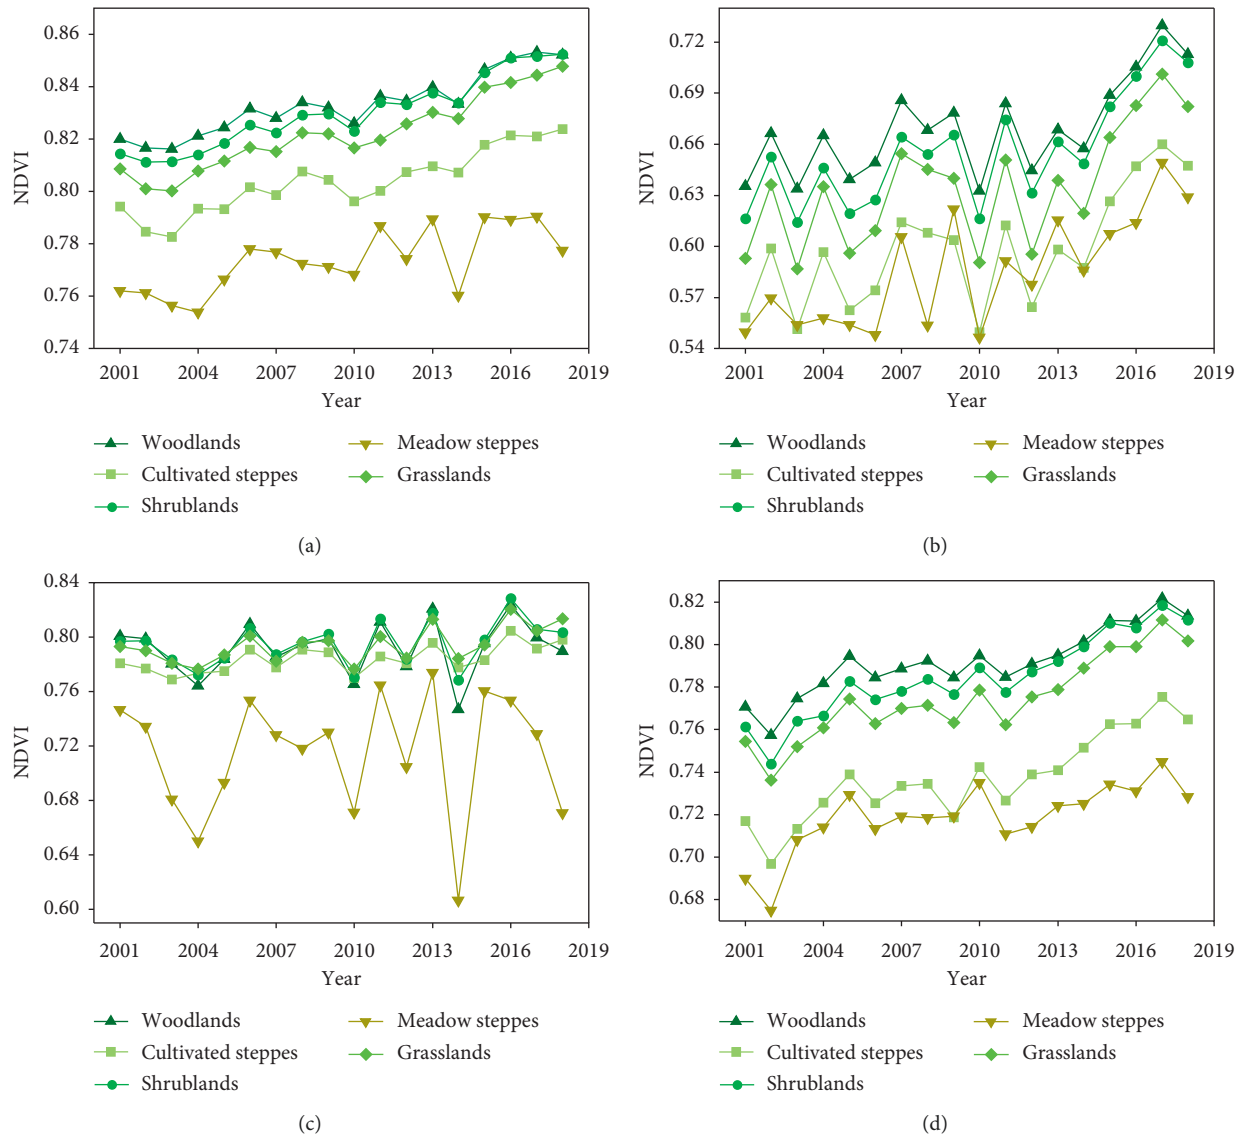 0.86
0.84
0.82
0.80
0.78
0.76
0.74
NDVI
2001 2004 2007 2010 2013 2016 2019
Year
Woodlands
Cultivated steppes
Shrublands
Meadow steppes
Grasslands
(a)
0.72
0.69
0.66
0.63
0.60
0.57
0.54
NDVI
2001 2004 2007 2010 2013 2016 2019
Year
Woodlands
Cultivated steppes
Shrublands
Meadow steppes
Grasslands
(b)
0.84
0.80
0.76
0.72
0.68
0.64
0.60
NDVI
2001 2004 2007 2010 2013 2016 2019
Year
Woodlands
Cultivated steppes
Shrublands
Meadow steppes
Grasslands
(c)
0.82
0.80
0.78
0.76
0.74
0.72
0.70
0.68
NDVI
2001 2004 2007 2010 2013 2016 2019
Year
Woodlands
Cultivated steppes
Shrublands
Meadow steppes
Grasslands
(d)